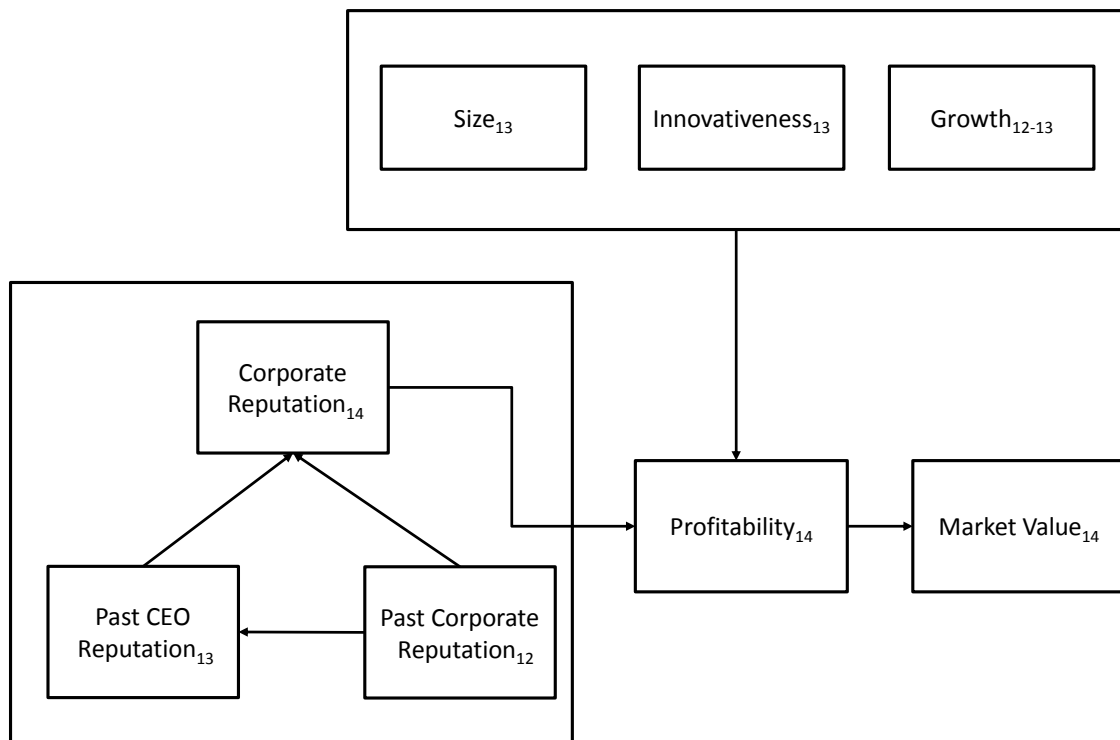 Size₁₃
Innovativeness₁₃
Growth₁₂₋₁₃
Corporate
Reputation₁₄
Profitability₁₄
Market Value₁₄
Past CEO
Reputation₁₃
Past Corporate
Reputation₁₂